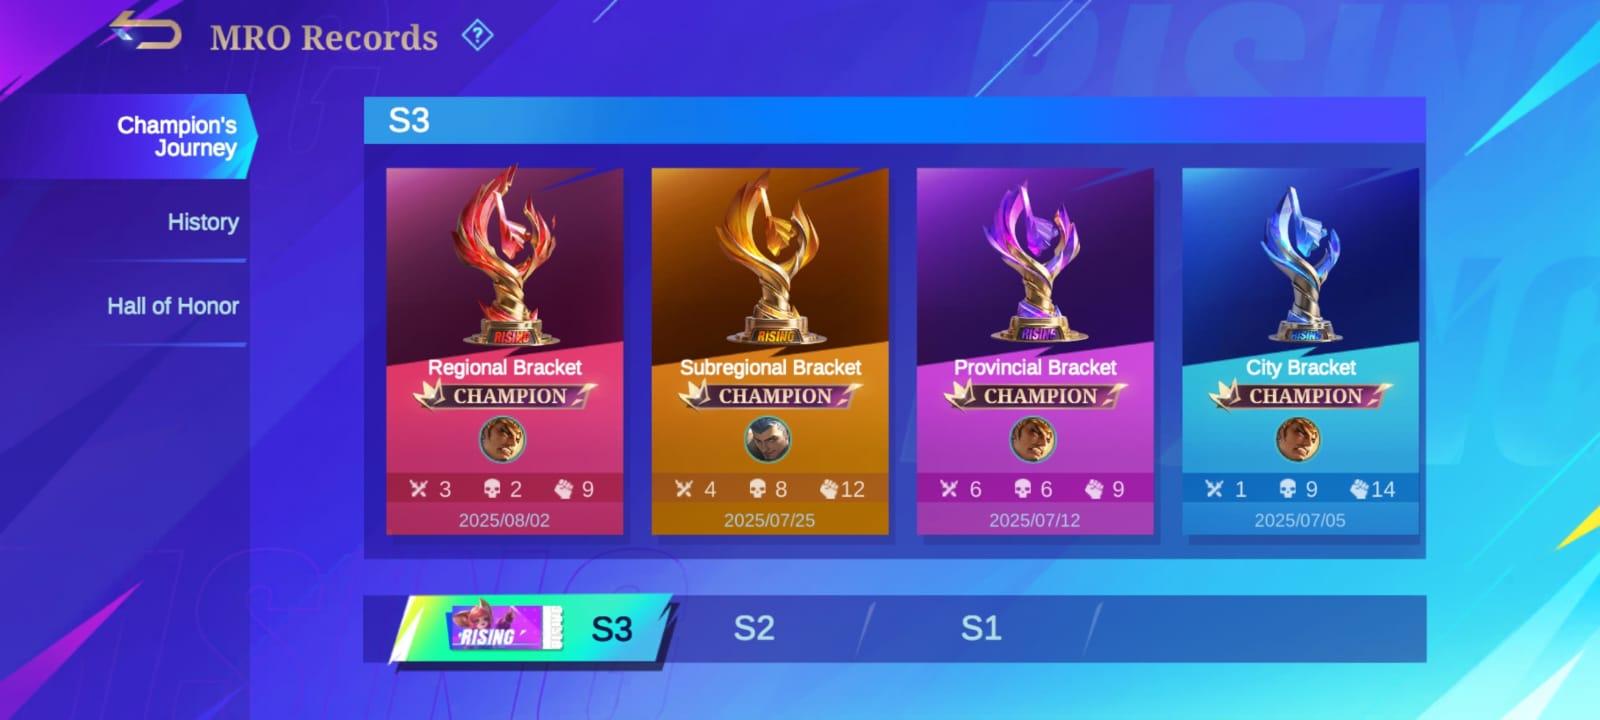 MRO Records ?
Champion's
Journey
History
Hall of Honor
S3
Regional Bracket
CHAMPION
3 2 9
2025/08/02
Subregional Bracket
CHAMPION
4 8 12
2025/07/25
Provincial Bracket
CHAMPION
6 6 9
2025/07/12
City Bracket
CHAMPION
1 9 14
2025/07/05
RISING
RISING
RISING
RISING
RISING
S3
S2
S1
RISING